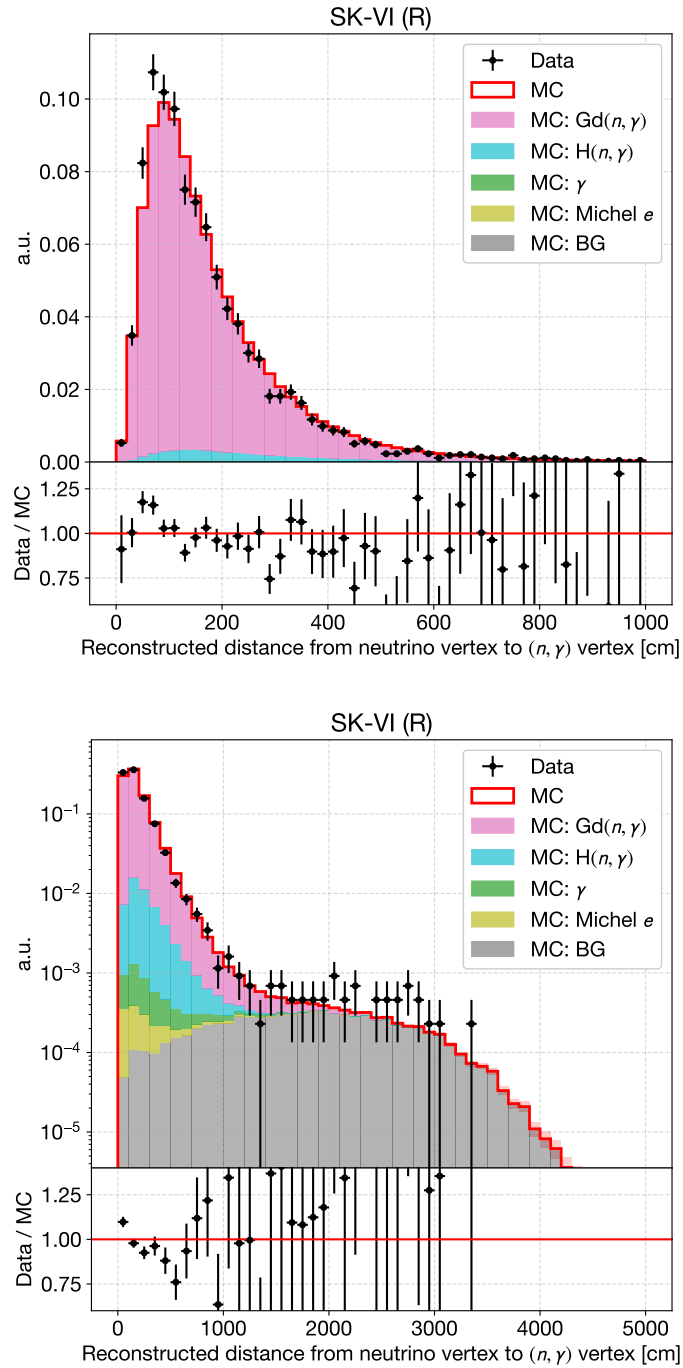 SK-VI (R)
Data
MC
MC: Gd(n, γ)
MC: H(n, γ)
MC: γ
MC: Michel e
MC: BG
a.u.
0.10
0.08
0.06
0.04
0.02
0.00
Data / MC
1.25
1.00
0.75
0 200 400 600 800 1000
Reconstructed distance from neutrino vertex to (n, γ) vertex [cm]
SK-VI (R)
Data
MC
MC: Gd(n, γ)
MC: H(n, γ)
MC: γ
MC: Michel e
MC: BG
a.u.
10⁻¹
10⁻²
10⁻³
10⁻⁴
10⁻⁵
Data / MC
1.25
1.00
0.75
0 1000 2000 3000 4000 5000
Reconstructed distance from neutrino vertex to (n, γ) vertex [cm]